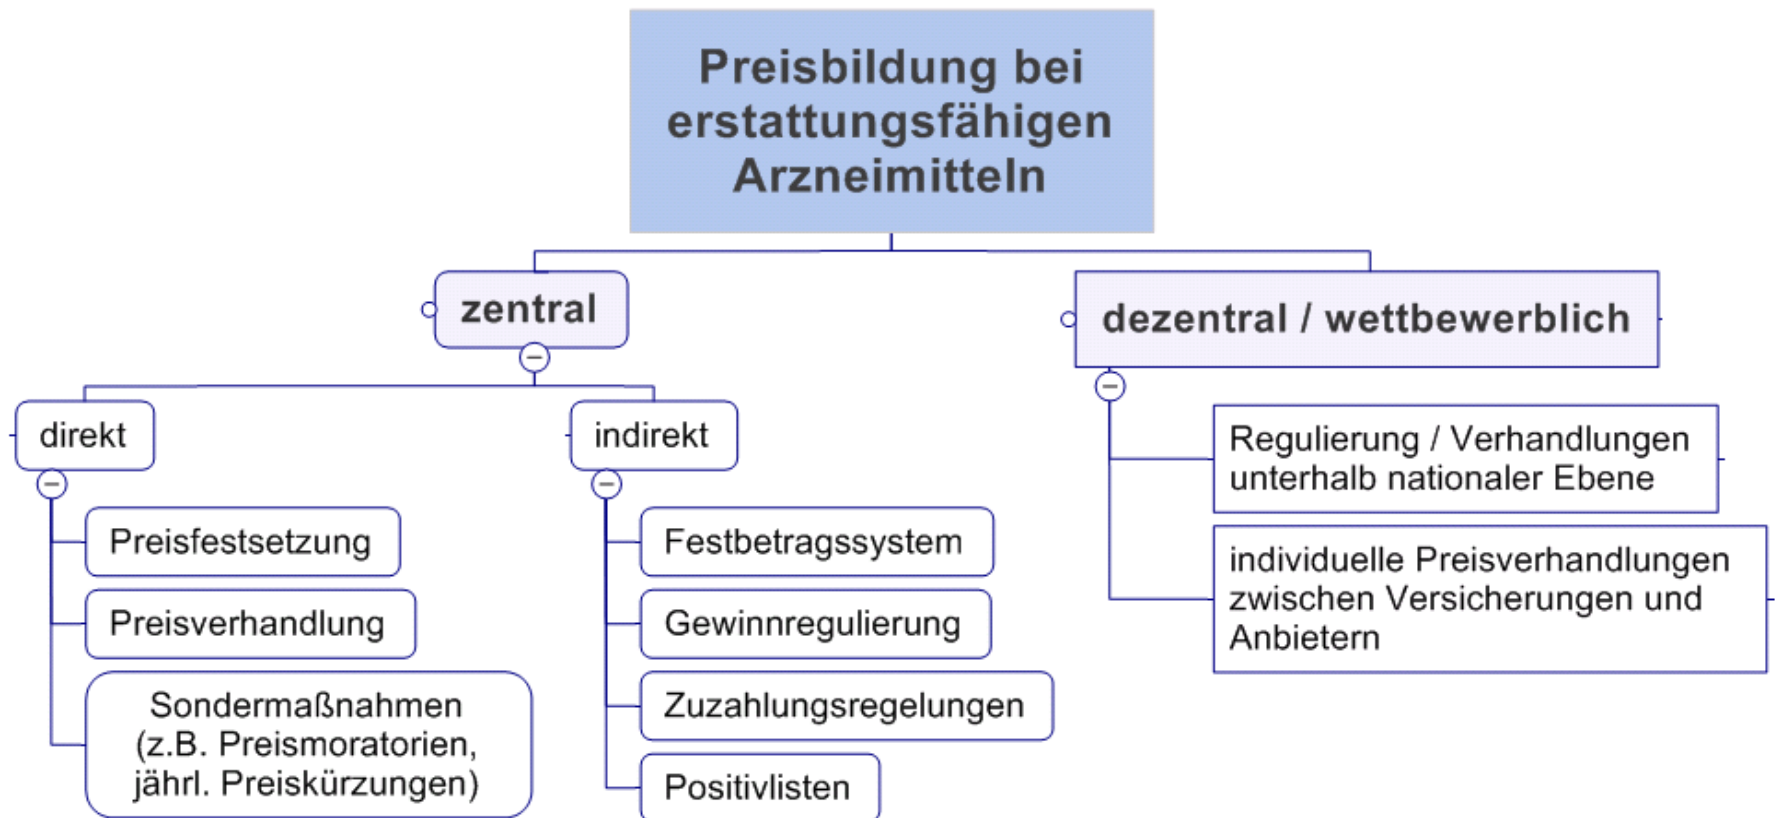 Preisbildung bei
erstattungsfähigen
Arzneimitteln
zentral
dezentral / wettbewerblich
direkt
indirekt
Preisfestsetzung
Preisverhandlung
Sondermaßnahmen
(z.B. Preismoratorien,
jährl. Preiskürzungen)
Festbetragssystem
Gewinnregulierung
Zuzahlungsregelungen
Positivlisten
Regulierung / Verhandlungen
unterhalb nationaler Ebene
individuelle Preisverhandlungen
zwischen Versicherungen und
Anbietern